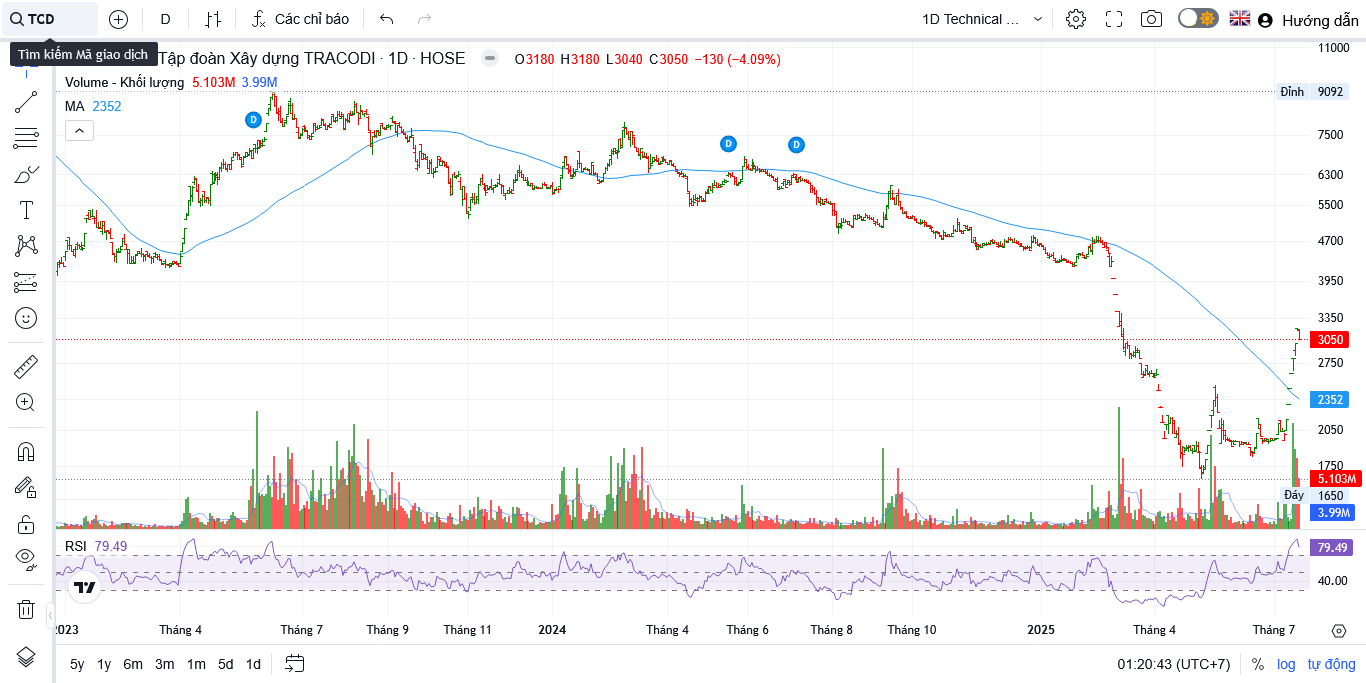 TCD D Các chỉ báo 1D Technical ... Hướng dẫn
Tìm kiếm Mã giao dịch Tập đoàn Xây dựng TRACODI · 1D · HOSE O3180 H3180 L3040 C3050 −130 (−4.09%)
Volume - Khối lượng 5.103M 3.99M
MA 2352
D
D
D
11000
Đỉnh 9092
7500
6300
5500
4700
3950
3350
3050
2750
2352
2050
1750
5.103M
Đáy 1650
3.99M
RSI 79.49
79.49
40.00
2023 Tháng 4 Tháng 7 Tháng 9 Tháng 11 2024 Tháng 4 Tháng 6 Tháng 8 Tháng 10 2025 Tháng 4 Tháng 7
5y 1y 6m 3m 1m 5d 1d 01:20:43 (UTC+7) % log tự động